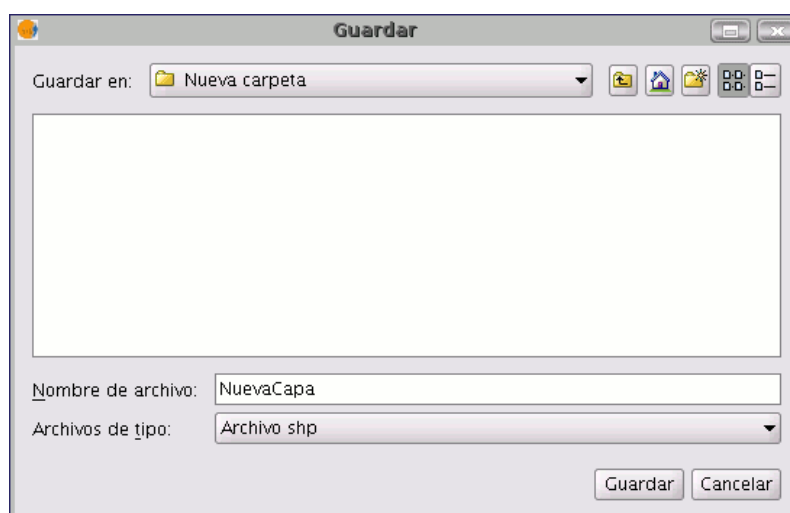 Guardar
Guardar en: Nueva carpeta
Nombre de archivo: NuevaCapa
Archivos de tipo: Archivo shp
Guardar Cancelar